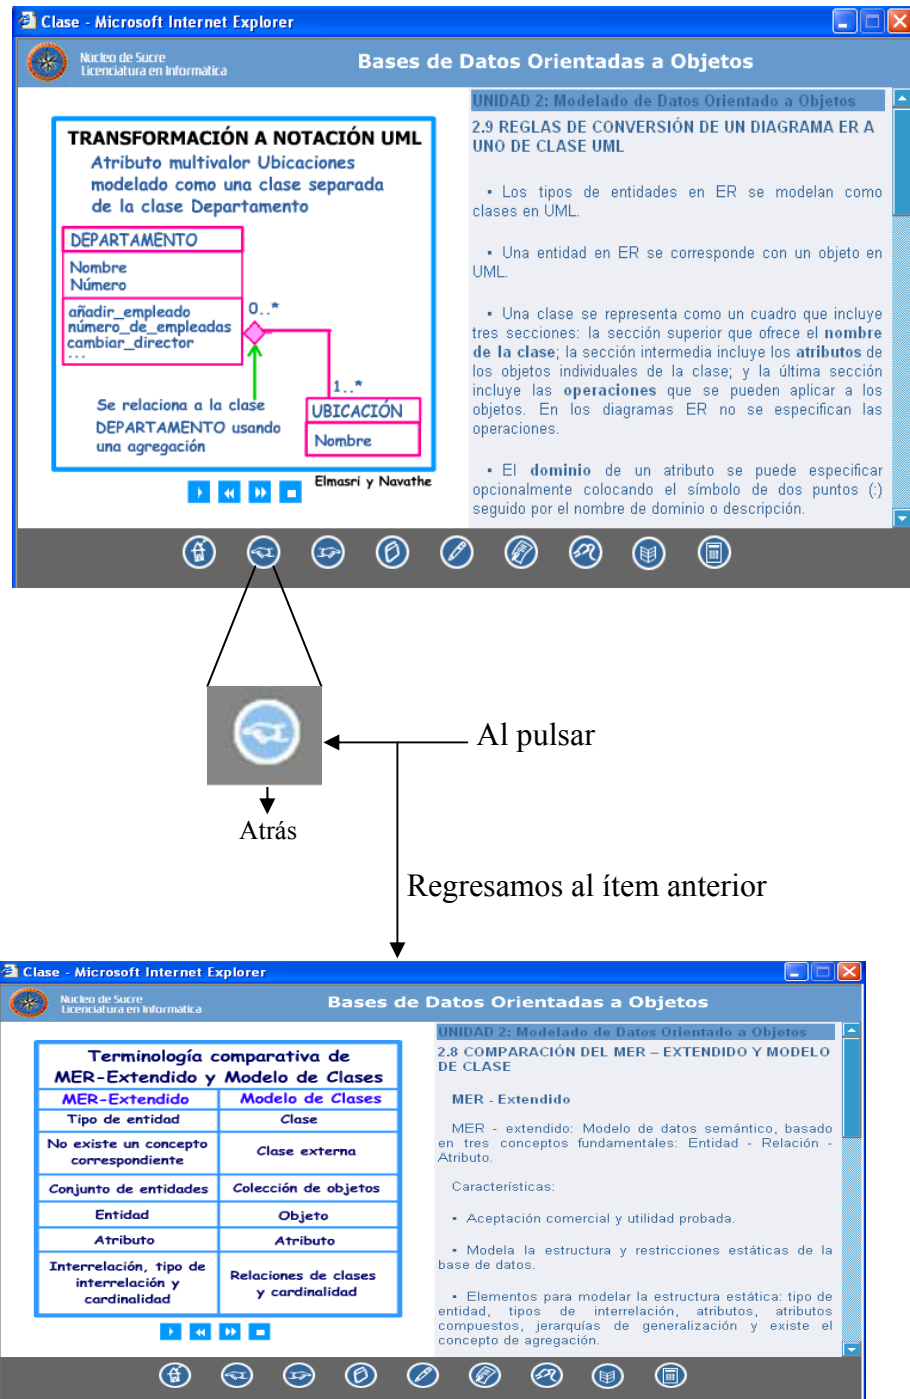 Clase - Microsoft Internet Explorer
Núcleo de Sucre
Licenciatura en Informática
Bases de Datos Orientadas a Objetos
TRANSFORMACIÓN A NOTACIÓN UML
Atributo multivalor Ubicaciones
modelado como una clase separada
de la clase Departamento
DEPARTAMENTO
Nombre
Número
añadir_empleado
número_de_empleadas
cambiar_director
...
0..*
1..*
Se relaciona a la clase
DEPARTAMENTO usando
una agregación
UBICACIÓN
Nombre
Elmasri y Navathe
UNIDAD 2: Modelado de Datos Orientado a Objetos
2.9 REGLAS DE CONVERSIÓN DE UN DIAGRAMA ER A
UNO DE CLASE UML
▪ Los tipos de entidades en ER se modelan como
clases en UML.
▪ Una entidad en ER se corresponde con un objeto en
UML.
▪ Una clase se representa como un cuadro que incluye
tres secciones: la sección superior que ofrece el nombre
de la clase; la sección intermedia incluye los atributos de
los objetos individuales de la clase; y la última sección
incluye las operaciones que se pueden aplicar a los
objetos. En los diagramas ER no se especifican las
operaciones.
▪ El dominio de un atributo se puede especificar
opcionalmente colocando el símbolo de dos puntos (:)
seguido por el nombre de dominio o descripción.
Al pulsar
Atrás
Regresamos al ítem anterior
Clase - Microsoft Internet Explorer
Núcleo de Sucre
Licenciatura en Informática
Bases de Datos Orientadas a Objetos
Terminología comparativa de
MER-Extendido y Modelo de Clases
MER-Extendido Modelo de Clases
Tipo de entidad Clase
No existe un concepto
correspondiente
Clase externa
Conjunto de entidades Colección de objetos
Entidad Objeto
Atributo Atributo
Interrelación, tipo de
interrelación y
cardinalidad
Relaciones de clases
y cardinalidad
UNIDAD 2: Modelado de Datos Orientado a Objetos
2.8 COMPARACIÓN DEL MER – EXTENDIDO Y MODELO
DE CLASE
MER - Extendido
MER - extendido: Modelo de datos semántico, basado
en tres conceptos fundamentales: Entidad - Relación -
Atributo.
Características:
▪ Aceptación comercial y utilidad probada.
▪ Modela la estructura y restricciones estáticas de la
base de datos.
▪ Elementos para modelar la estructura estática: tipo de
entidad, tipos de interrelación, atributos, atributos
compuestos, jerarquías de generalización y existe el
concepto de agregación.